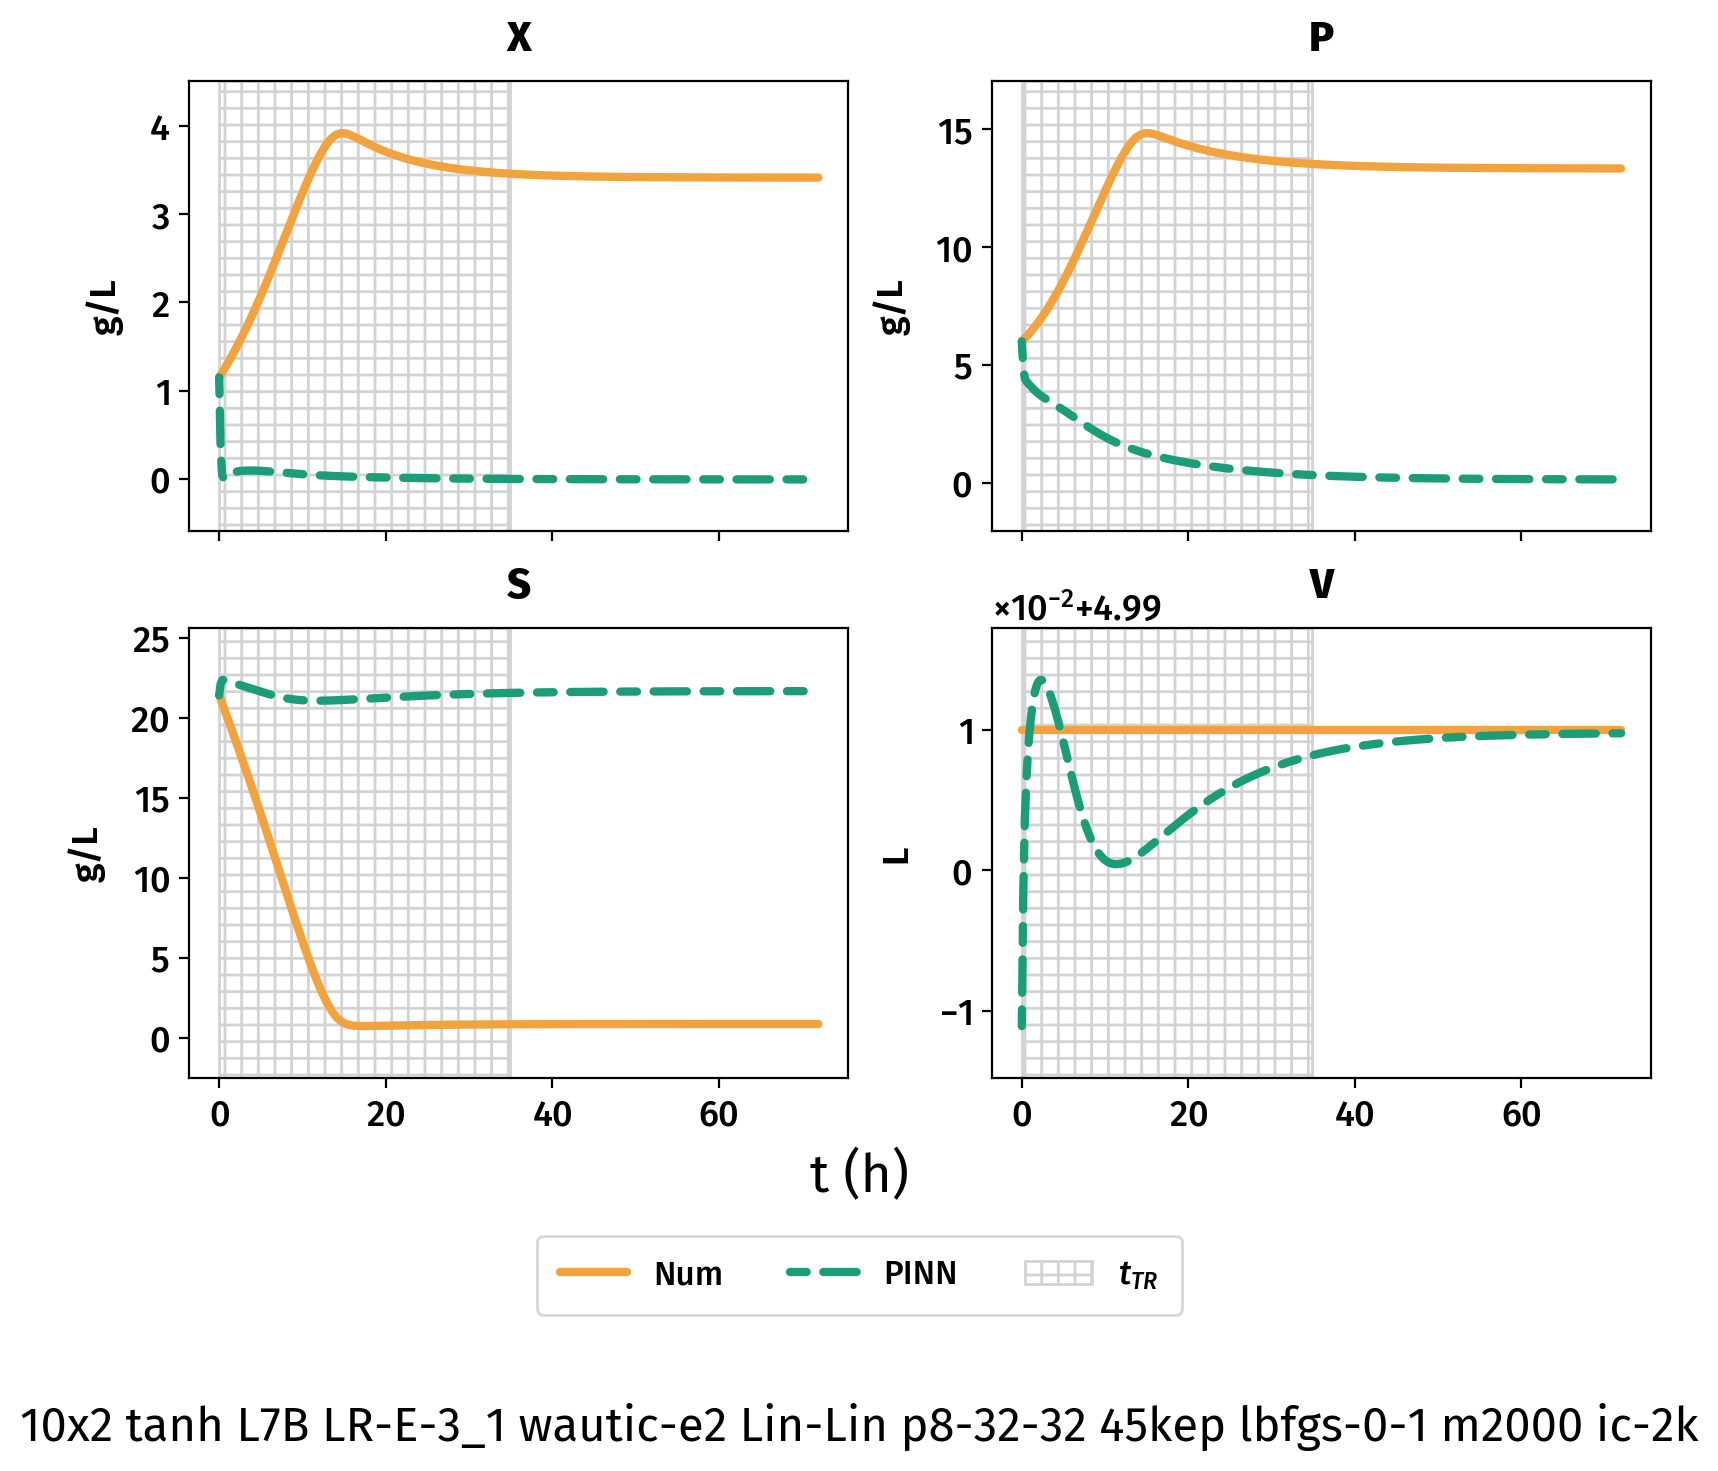 X
P
4
3
2
1
0
g/L
15
10
5
0
g/L
S
V
×10⁻²+4.99
25
20
15
10
5
0
g/L
1
0
−1
L
0 20 40 60
0 20 40 60
t (h)
Num PINN t_TR
10x2 tanh L7B LR-E-3_1 wautic-e2 Lin-Lin p8-32-32 45kep lbfgs-0-1 m2000 ic-2k